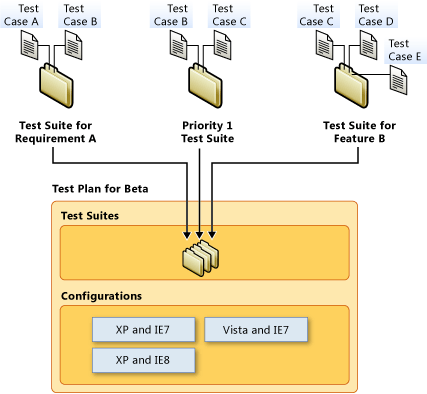 Test
Case A
Test
Case B
Test
Case B
Test
Case C
Test
Case C
Test
Case D
Test
Case E
Test Suite for
Requirement A
Priority 1
Test Suite
Test Suite for
Feature B
Test Plan for Beta
Test Suites
Configurations
XP and IE7
Vista and IE7
XP and IE8